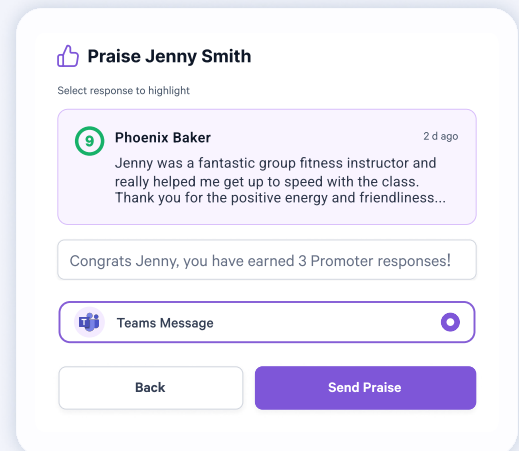 Praise Jenny Smith
Select response to highlight
9
Phoenix Baker
2 d ago
Jenny was a fantastic group fitness instructor and
really helped me get up to speed with the class.
Thank you for the positive energy and friendliness...
Congrats Jenny, you have earned 3 Promoter responses!
T
Teams Message
Back
Send Praise